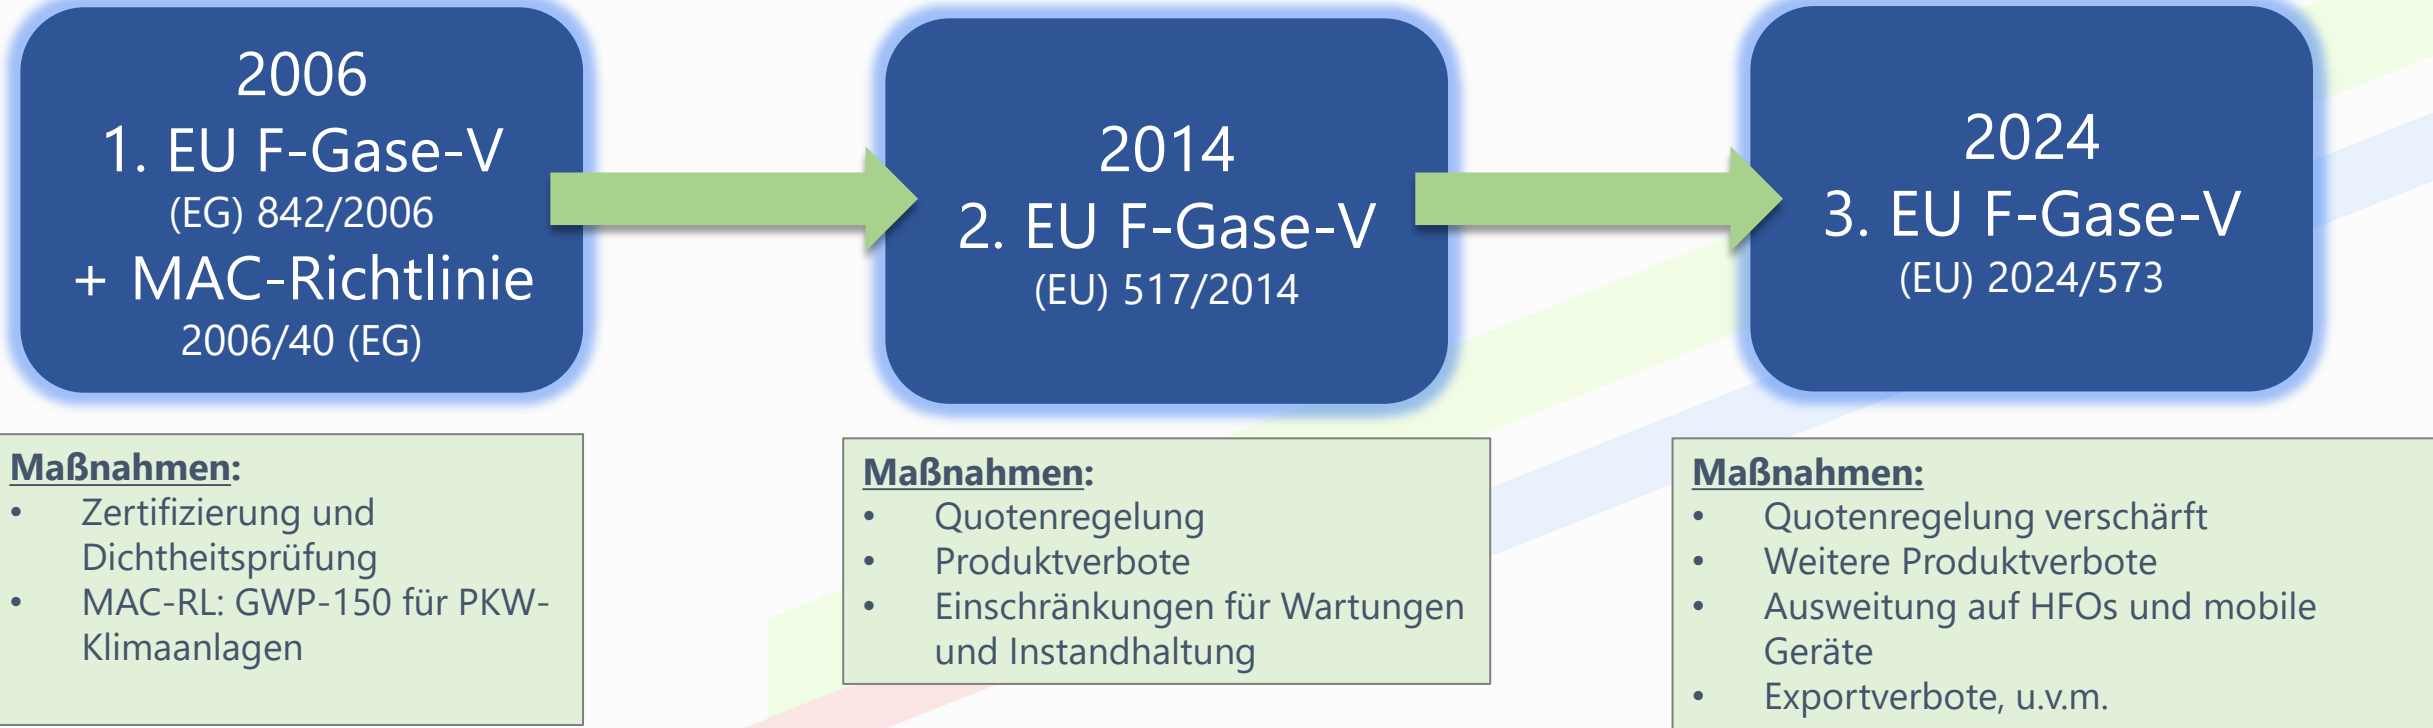 2006
1. EU F-Gase-V
(EG) 842/2006
+ MAC-Richtlinie
2006/40 (EG)
2014
2. EU F-Gase-V
(EU) 517/2014
2024
3. EU F-Gase-V
(EU) 2024/573
Maßnahmen:
• Zertifizierung und
Dichtheitsprüfung
• MAC-RL: GWP-150 für PKW-
Klimaanlagen
Maßnahmen:
• Quotenregelung
• Produktverbote
• Einschränkungen für Wartungen
und Instandhaltung
Maßnahmen:
• Quotenregelung verschärft
• Weitere Produktverbote
• Ausweitung auf HFOs und mobile
Geräte
• Exportverbote, u.v.m.